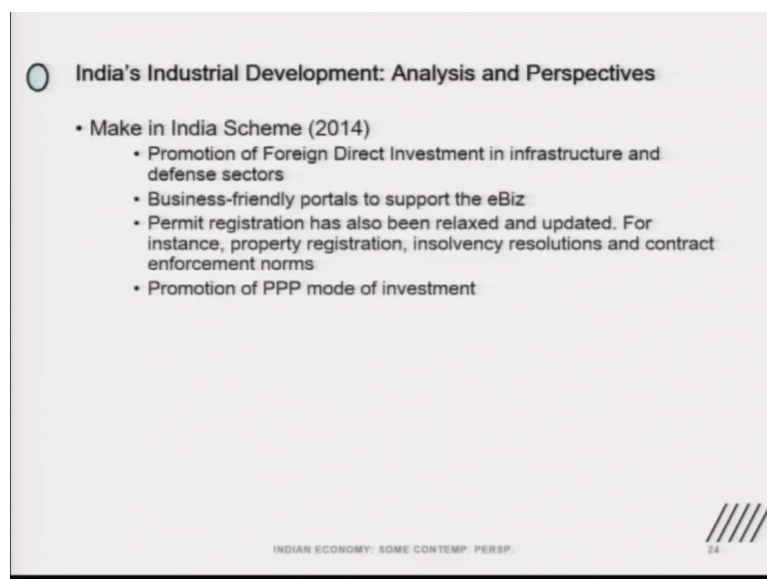 India's Industrial Development: Analysis and Perspectives
• Make in India Scheme (2014)
• Promotion of Foreign Direct Investment in infrastructure and
defense sectors
• Business-friendly portals to support the eBiz
• Permit registration has also been relaxed and updated. For
instance, property registration, insolvency resolutions and contract
enforcement norms
• Promotion of PPP mode of investment
INDIAN ECONOMY: SOME CONTEMP. PERSP.
24